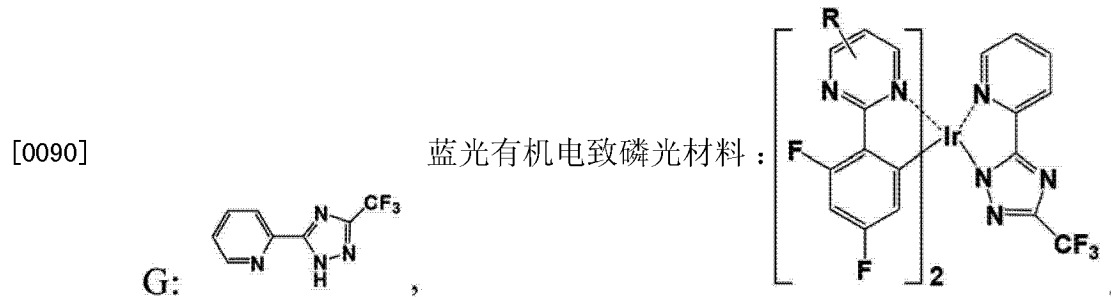 [0090]
蓝光有机电致磷光材料：
G: ，
R
N N N
Ir
F
N N
N
F
CF₃
2
N CF₃
N N
N
H